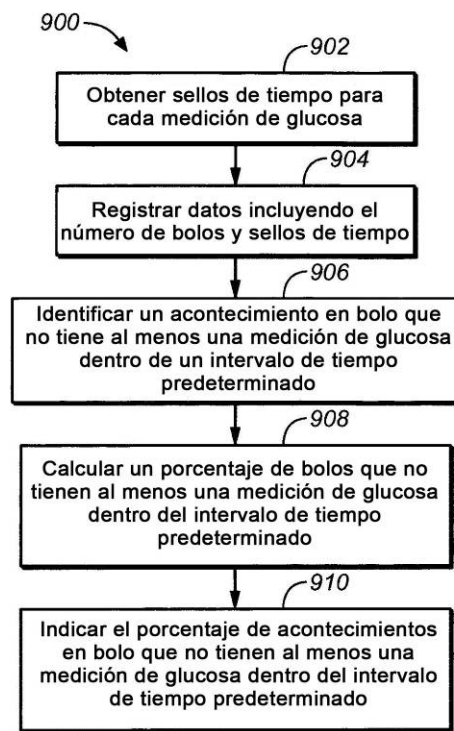 900
902
Obtener sellos de tiempo para
cada medición de glucosa
904
Registrar datos incluyendo el
número de bolos y sellos de tiempo
906
Identificar un acontecimiento en bolo que
no tiene al menos una medición de glucosa
dentro de un intervalo de tiempo
predeterminado
908
Calcular un porcentaje de bolos que no
tienen al menos una medición de glucosa
dentro del intervalo de tiempo
predeterminado
910
Indicar el porcentaje de acontecimientos
en bolo que no tienen al menos una
medición de glucosa dentro del intervalo
de tiempo predeterminado